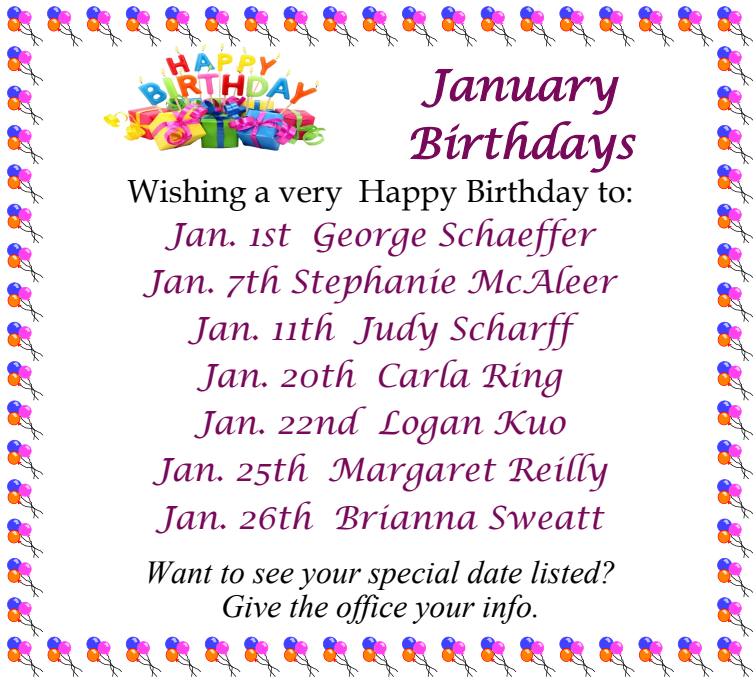 HAPPY
BIRTHDAY
January
Birthdays
Wishing a very  Happy Birthday to:
Jan. 1st  George Schaeffer
Jan. 7th Stephanie McAleer
Jan. 11th  Judy Scharff
Jan. 20th  Carla Ring
Jan. 22nd  Logan Kuo
Jan. 25th  Margaret Reilly
Jan. 26th  Brianna Sweatt
Want to see your special date listed?
Give the office your info.